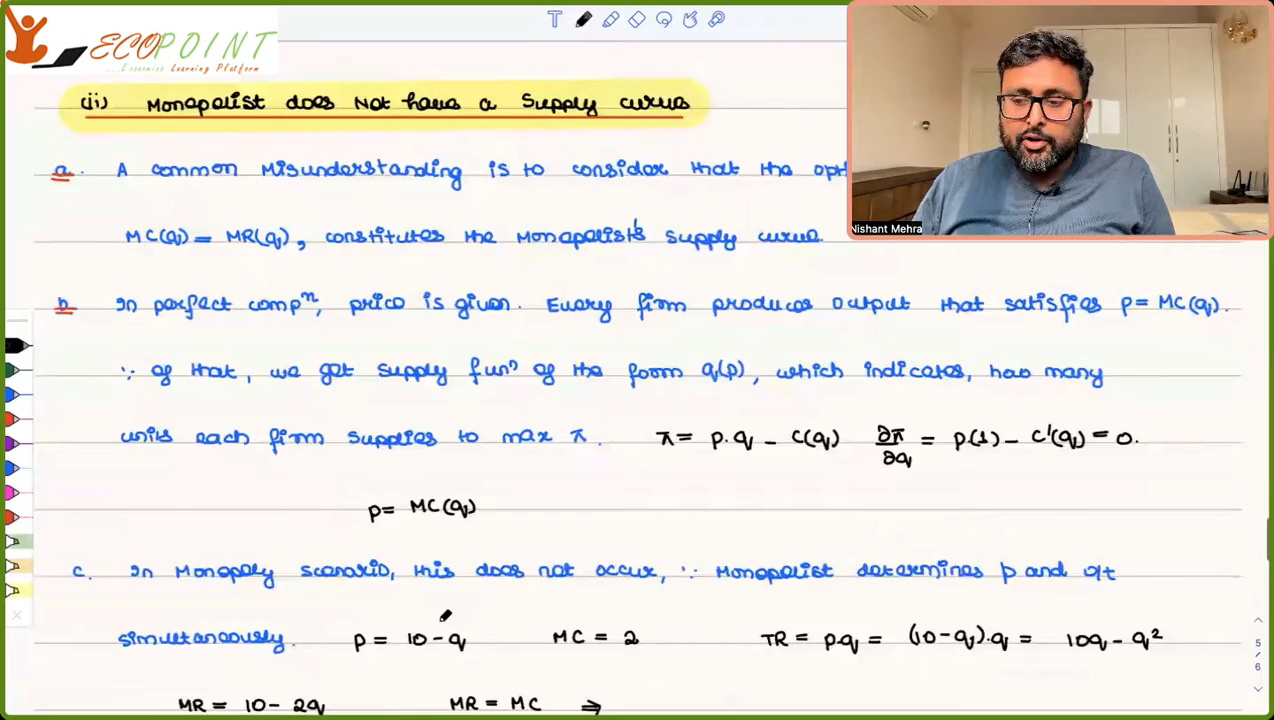 ECOPOINT
....Economics Learning Platform
(ii) Monopolist does Not have a Supply curve
a. A common Misunderstanding is to consider that the opt
MC(q) = MR(q), constitutes the Monopolist's supply curve.
b. In perfect compⁿ, price is given. Every firm produces output that satisfies p = MC(q).
∵ of that, we get supply funⁿ of the form q(p), which indicates, how many
units each firm supplies to max π. π = p.q - C(q) ∂π/∂q = p(1) - C'(q) = 0.
p = MC(q)
c. In Monopoly scenario, this does not occur, ∵ Monopolist determines p and q/t
simultaneously. p = 10 - q MC = 2 TR = p.q = (10-q).q = 10q - q²
MR = 10 - 2q MR = MC ⇒
Nishant Mehra
5/6